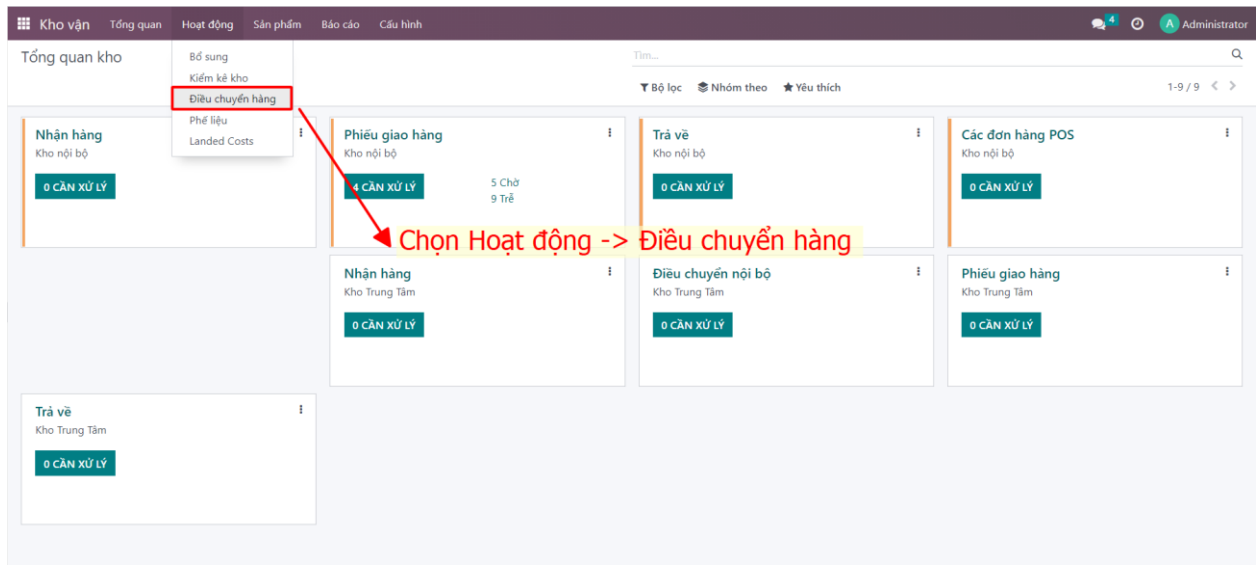 Kho vận Tổng quan Hoạt động Sản phẩm Báo cáo Cấu hình 4 A Administrator
Tổng quan kho
Tìm...
Bộ lọc Nhóm theo Yêu thích 1-9 / 9
Bổ sung
Kiểm kê kho
Điều chuyển hàng
Phế liệu
Landed Costs
Nhận hàng
Kho nội bộ
0 CẦN XỬ LÝ
Phiếu giao hàng
Kho nội bộ
4 CẦN XỬ LÝ
5 Chờ
9 Trễ
Trả về
Kho nội bộ
0 CẦN XỬ LÝ
Các đơn hàng POS
Kho nội bộ
0 CẦN XỬ LÝ
Chọn Hoạt động -> Điều chuyển hàng
Nhận hàng
Kho Trung Tâm
0 CẦN XỬ LÝ
Điều chuyển nội bộ
Kho Trung Tâm
0 CẦN XỬ LÝ
Phiếu giao hàng
Kho Trung Tâm
0 CẦN XỬ LÝ
Trả về
Kho Trung Tâm
0 CẦN XỬ LÝ